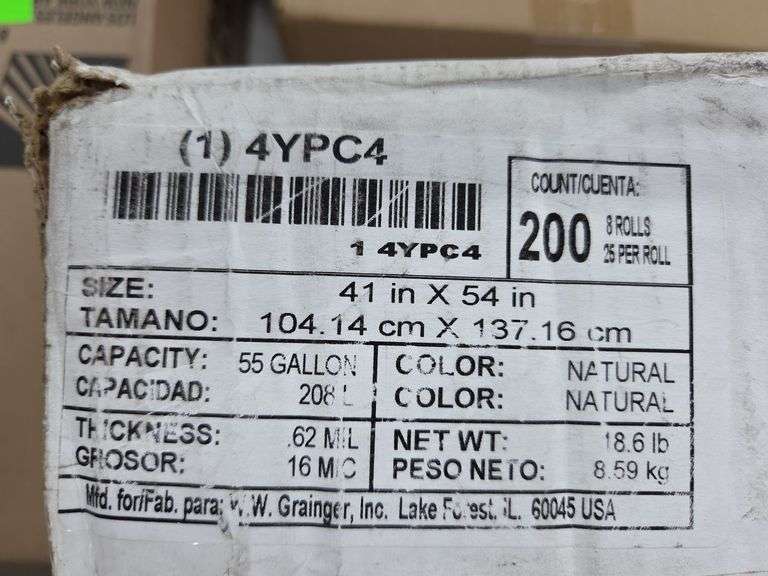 (1) 4YPC4
1 4YPC4
COUNT/CUENTA:
200 8 ROLLS
25 PER ROLL
SIZE: 41 in X 54 in
TAMANO: 104.14 cm X 137.16 cm
CAPACITY: 55 GALLON
CAPACIDAD: 208 L
COLOR: NATURAL
COLOR: NATURAL
THICKNESS: .62 MIL
GROSOR: 16 MIC
NET WT: 18.6 lb
PESO NETO: 8.59 kg
Mfd. for/Fab. para: W.W. Grainger, Inc. Lake Forest, IL. 60045 USA